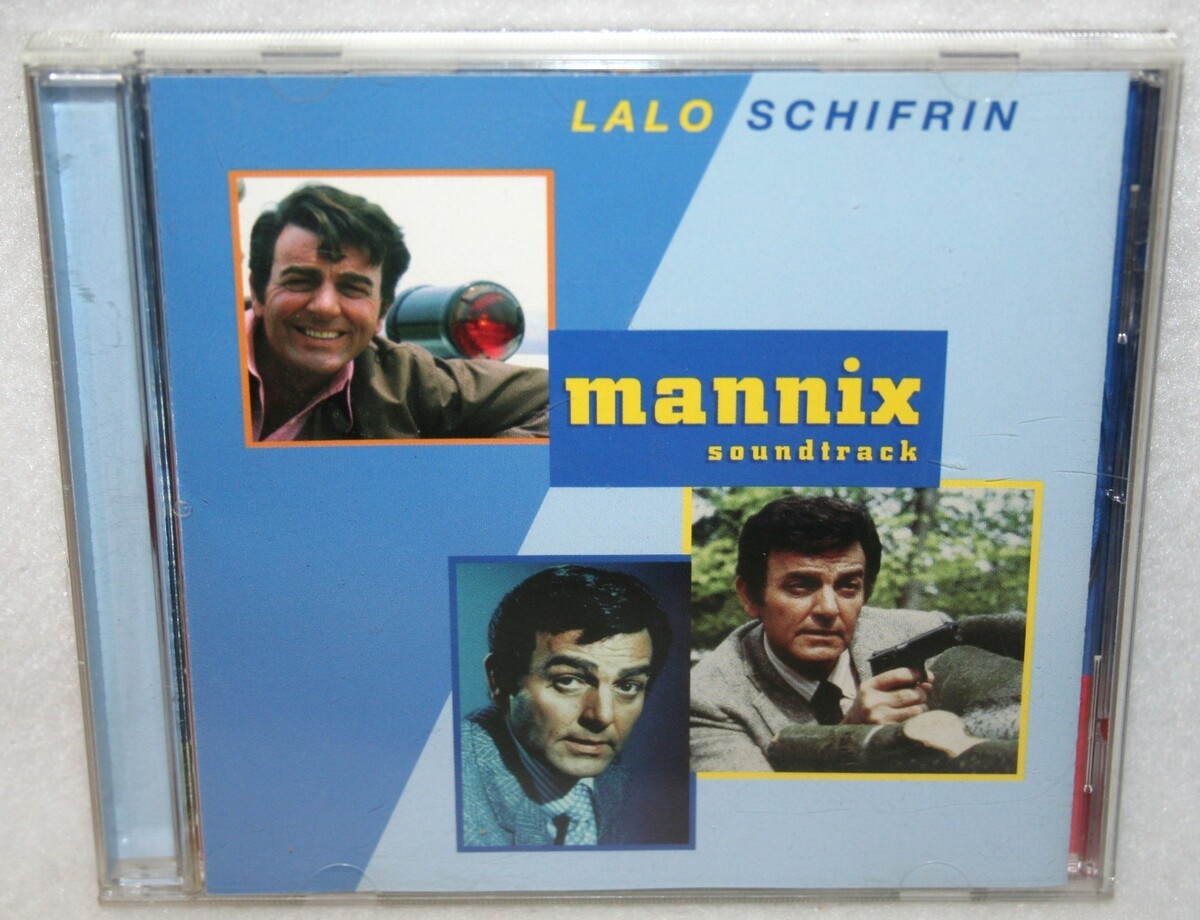 LALO SCHIFRIN
mannix
soundtrack